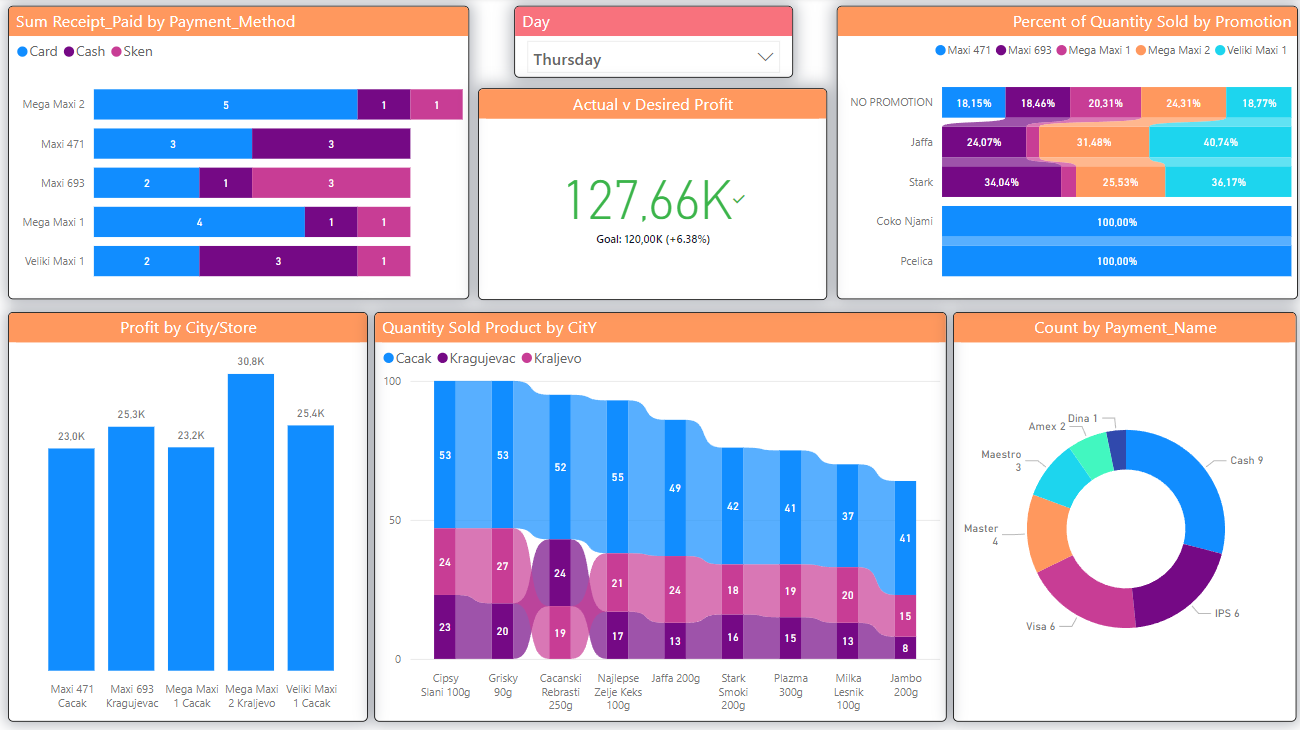 Sum Receipt_Paid by Payment_Method
Card Cash Sken
Mega Maxi 2 5 1 1
Maxi 471 3 3
Maxi 693 2 1 3
Mega Maxi 1 4 1 1
Veliki Maxi 1 2 3 1
Day
Thursday
Actual v Desired Profit
127,66K
Goal: 120,00K (+6.38%)
Percent of Quantity Sold by Promotion
Maxi 471 Maxi 693 Mega Maxi 1 Mega Maxi 2 Veliki Maxi 1
NO PROMOTION 18,15% 18,46% 20,31% 24,31% 18,77%
Jaffa 24,07% 31,48% 40,74%
Stark 34,04% 25,53% 36,17%
Coko Njami 100,00%
Pcelica 100,00%
Profit by City/Store
23,0K
25,3K
23,2K
30,8K
25,4K
Maxi 471 Maxi 693 Mega Maxi Mega Maxi Veliki Maxi
Cacak Kragujevac 1 Cacak 2 Kraljevo 1 Cacak
Quantity Sold Product by CitY
Cacak Kragujevac Kraljevo
100
50
0
53 53 52 55 49 42 41 37 41
24 27 24 21 24 18 19 20 15
23 20 19 17 13 16 15 13 8
Cipsy Grisky Cacanski Najlepse Jaffa 200g Stark Plazma Milka Jambo
Slani 100g 90g Rebrasti Zelje Keks Smoki 300g Lesnik 200g
250g 100g 200g 100g
Count by Payment_Name
Dina 1
Amex 2
Maestro
3
Cash 9
Master
4
IPS 6
Visa 6